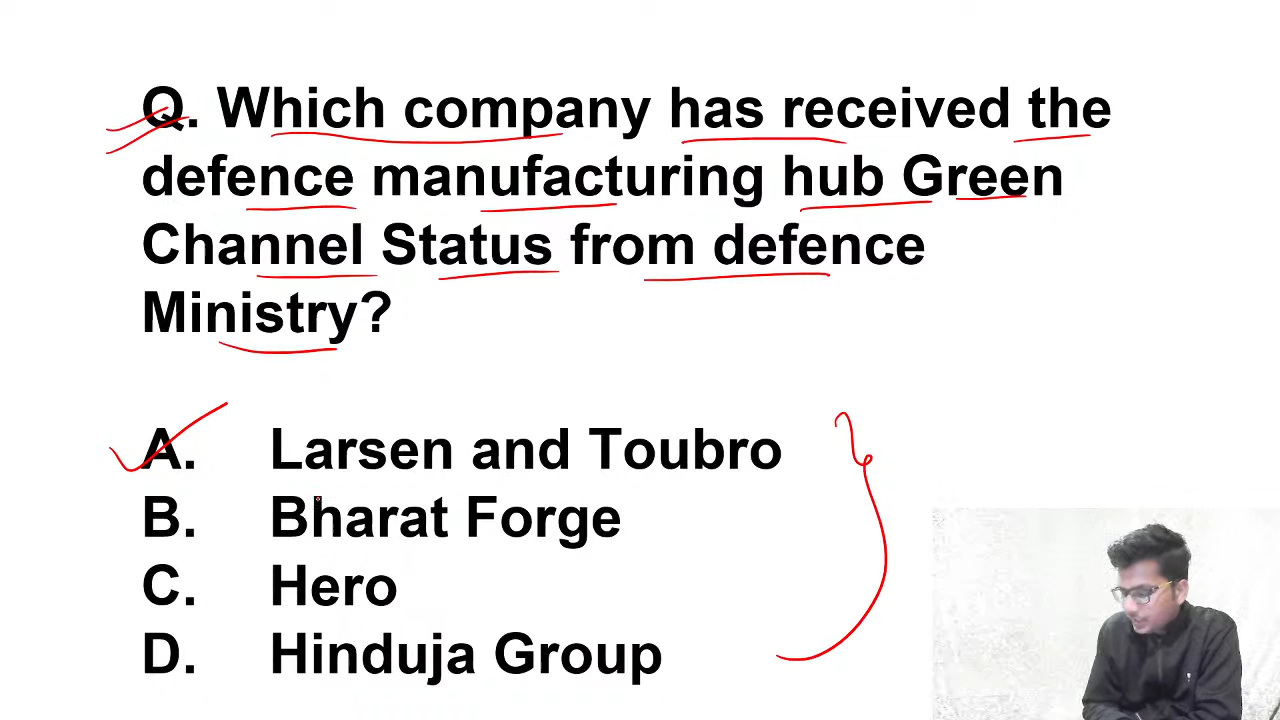 Q. Which company has received the
defence manufacturing hub Green
Channel Status from defence
Ministry?
A. Larsen and Toubro
B. Bharat Forge
C. Hero
D. Hinduja Group